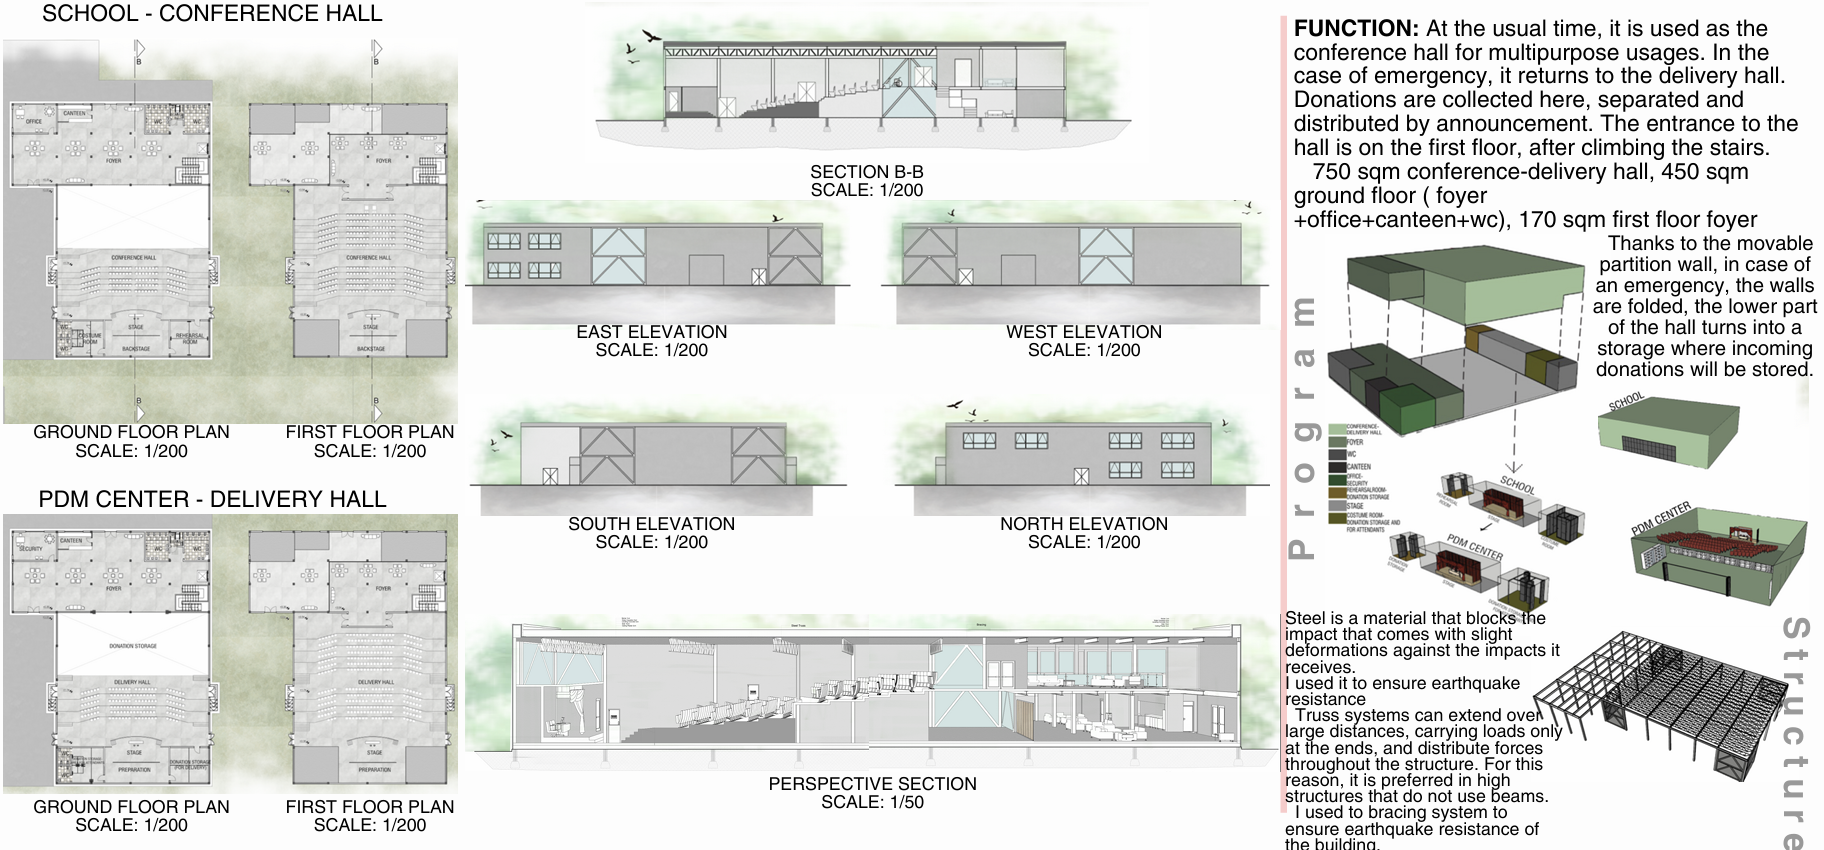 SCHOOL - CONFERENCE HALL
B
B
OFFICE
CANTEEN
WC
WC
FOYER
FOYER
CONFERENCE HALL
CONFERENCE HALL
STAGE
STAGE
WC
WC
COSTUME
ROOM
REHEARSAL
ROOM
BACKSTAGE
BACKSTAGE
B
B
GROUND FLOOR PLAN
SCALE: 1/200
FIRST FLOOR PLAN
SCALE: 1/200
PDM CENTER - DELIVERY HALL
SECURITY
CANTEEN
WC
WC
FOYER
FOYER
DONATION STORAGE
DELIVERY HALL
DELIVERY HALL
STAGE
STAGE
WC
DONATION STORAGE
(FOR DELIVERY)
PREPARATION
PREPARATION
GROUND FLOOR PLAN
SCALE: 1/200
FIRST FLOOR PLAN
SCALE: 1/200
SECTION B-B
SCALE: 1/200
EAST ELEVATION
SCALE: 1/200
WEST ELEVATION
SCALE: 1/200
SOUTH ELEVATION
SCALE: 1/200
NORTH ELEVATION
SCALE: 1/200
PERSPECTIVE SECTION
SCALE: 1/50
FUNCTION: At the usual time, it is used as the
conference hall for multipurpose usages. In the
case of emergency, it returns to the delivery hall.
Donations are collected here, separated and
distributed by announcement. The entrance to the
hall is on the first floor, after climbing the stairs.
750 sqm conference-delivery hall, 450 sqm
ground floor ( foyer
+office+canteen+wc), 170 sqm first floor foyer
Thanks to the movable
partition wall, in case of
an emergency, the walls
are folded, the lower part
of the hall turns into a
storage where incoming
donations will be stored.
Program
CONFERENCE-
DELIVERY HALL
FOYER
WC
CANTEEN
OFFICE-
SECURITY
REHEARSALROOM-
DONATION STORAGE
STAGE
COSTUME ROOM-
DONATION STORAGE AND
FOR ATTENDANTS
SCHOOL
REHEARSAL
ROOM
STAGE
ROOM
PDM CENTER
DONATION
STORAGE
STAGE
SCHOOL
PDM CENTER
Steel is a material that blocks the
impact that comes with slight
deformations against the impacts it
receives.
I used it to ensure earthquake
resistance
Truss systems can extend over
large distances, carrying loads only
at the ends, and distribute forces
throughout the structure. For this
reason, it is preferred in high
structures that do not use beams.
I used to bracing system to
ensure earthquake resistance of
the building.
Structure